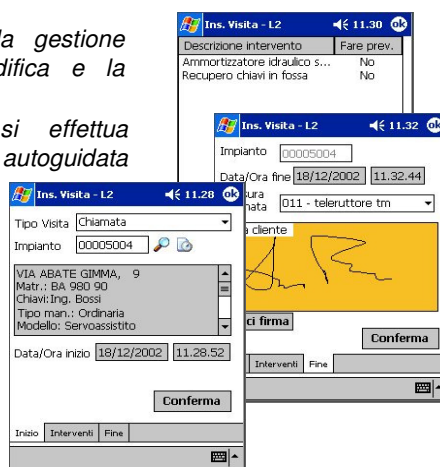 la gestione
difica e la
si effettua
autoguidata
Ins. Visita - L2 11.30 ok
Descrizione intervento Fare prev.
Ammortizzatore idraulico s... No
Recupero chiavi in fossa No
Ins. Visita - L2 11.32 ok
Impianto 00005004
Data/Ora fine 18/12/2002 11.32.44
011 - teleruttore tm
cliente
firma
Conferma
Interventi Fine
Ins. Visita - L2 11.28 ok
Tipo Visita Chiamata
Impianto 00005004
VIA ABATE GIMMA, 9
Matr.: BA 980 90
Chiavi:Ing. Bossi
Tipo man.: Ordinaria
Modello: Servoassistito
Data/Ora inizio 18/12/2002 11.28.52
Conferma
Inizio Interventi Fine